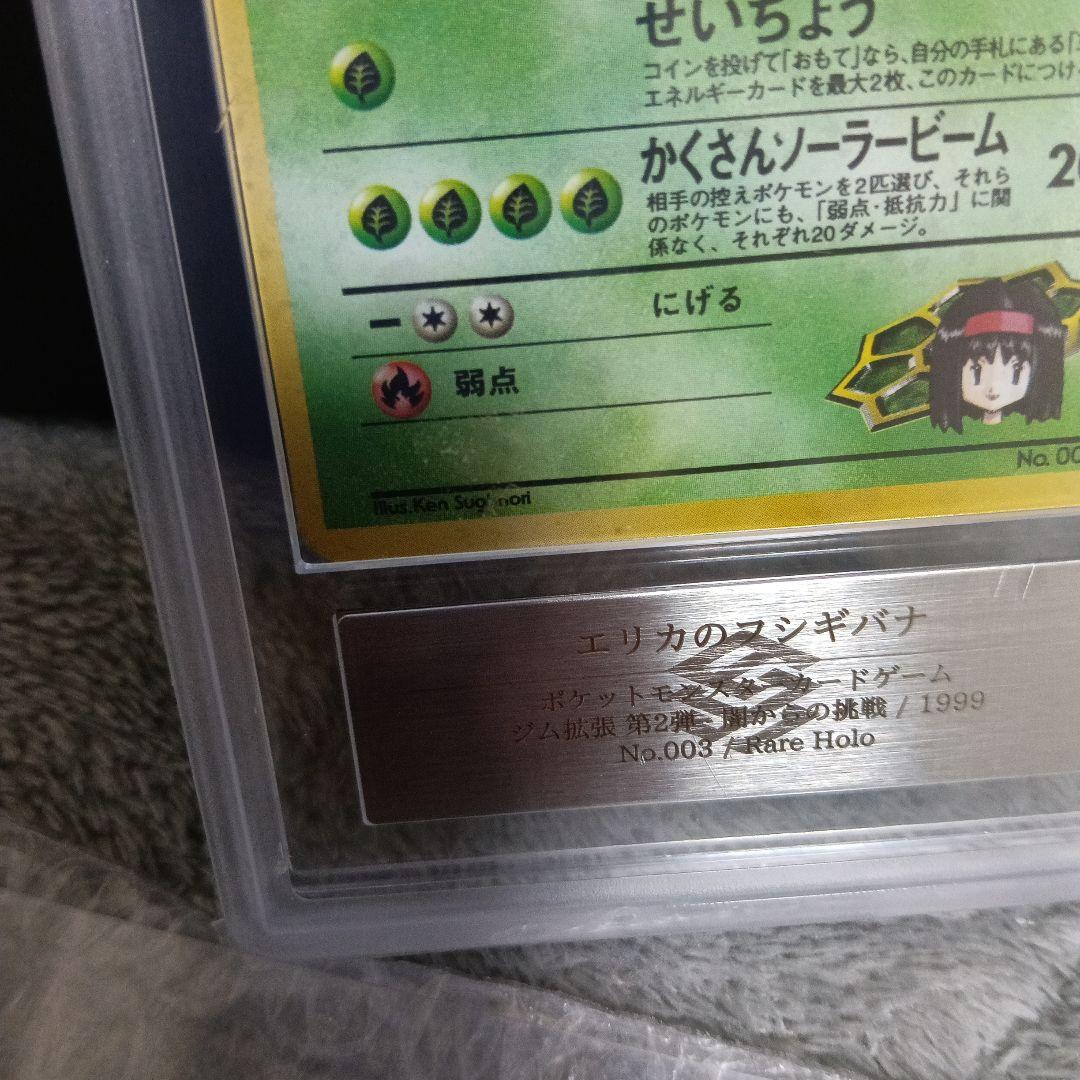 せいちょう
コインを投げて「おもて」なら、自分の手札にある「
エネルギーカードを最大2枚、このカードにつけ
かくさんソーラービーム
相手の控えポケモンを2匹選び、それら
のポケモンにも、「弱点・抵抗力」に関
係なく、それぞれ20ダメージ。
にげる
弱点
No. 00
Illus. Ken Sugimori
エリカのフシギバナ
ポケットモンスターカードゲーム
ジム拡張 第2弾 - 闇からの挑戦 / 1999
No.003 / Rare Holo